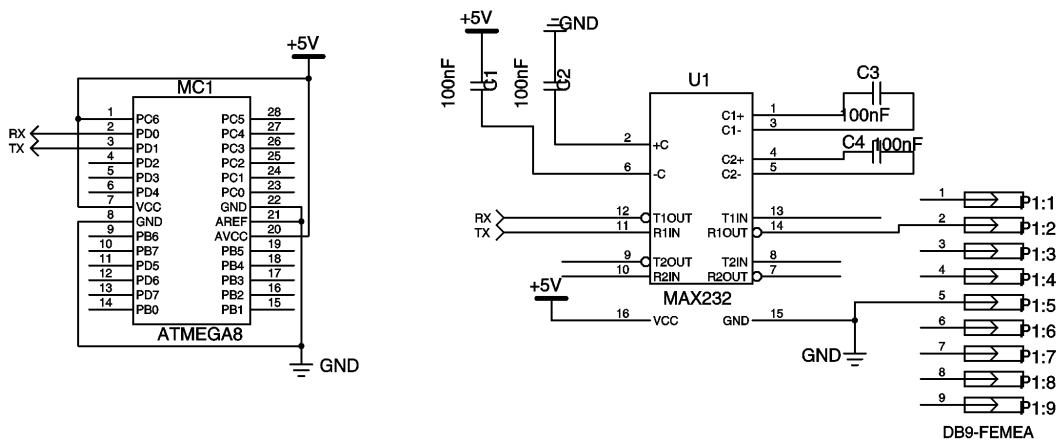 +5V
MC1
1 PC6 PC5 28
RX 2 PD0 PC4 27
TX 3 PD1 PC3 26
4 PD2 PC2 25
5 PD3 PC1 24
6 PD4 PC0 23
7 VCC GND 22
8 GND AREF 21
9 PB6 AVCC 20
10 PB7 PB5 19
11 PD5 PB4 18
12 PD6 PB3 17
13 PD7 PB2 16
14 PB0 PB1 15
ATMEGA8
GND
+5V
GND
100nF
C1
100nF
C2
U1
C3
100nF
C4
100nF
2 +C C1+ 1
C1- 3
C2+ 4
6 -C C2- 5
RX 12 T1OUT T1IN 13
TX 11 R1IN R1OUT 14
9 T2OUT T2IN 8
10 R2IN R2OUT 7
MAX232
+5V
16 VCC GND 15
GND
1 P1:1
2 P1:2
3 P1:3
4 P1:4
5 P1:5
6 P1:6
7 P1:7
8 P1:8
9 P1:9
DB9-FEMEA